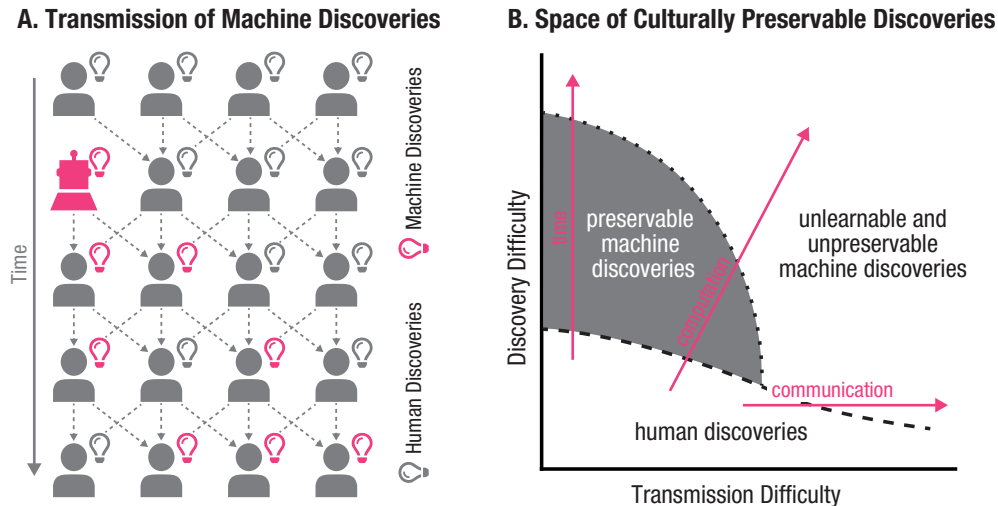 A. Transmission of Machine Discoveries
Time
Machine Discoveries
Human Discoveries
B. Space of Culturally Preservable Discoveries
Discovery Difficulty
time
preservable
machine
discoveries
computation
unlearnable and
unpreservable
machine discoveries
communication
human discoveries
Transmission Difficulty